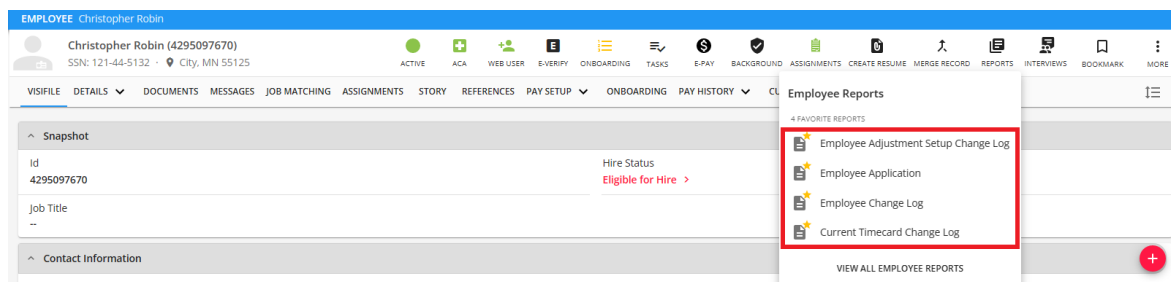 EMPLOYEE Christopher Robin
Christopher Robin (4295097670)
SSN: 121-44-5132 · City, MN 55125
ACTIVE
ACA
WEB USER
E
E-VERIFY
ONBOARDING
TASKS
E-PAY
BACKGROUND
ASSIGNMENTS
CREATE RESUME
MERGE RECORD
REPORTS
INTERVIEWS
BOOKMARK
MORE
VISIFILE DETAILS DOCUMENTS MESSAGES JOB MATCHING ASSIGNMENTS STORY REFERENCES PAY SETUP ONBOARDING PAY HISTORY CU
Employee Reports
4 FAVORITE REPORTS
Employee Adjustment Setup Change Log
Employee Application
Employee Change Log
Current Timecard Change Log
VIEW ALL EMPLOYEE REPORTS
Snapshot
Id
4295097670
Hire Status
Eligible for Hire >
Job Title
--
Contact Information